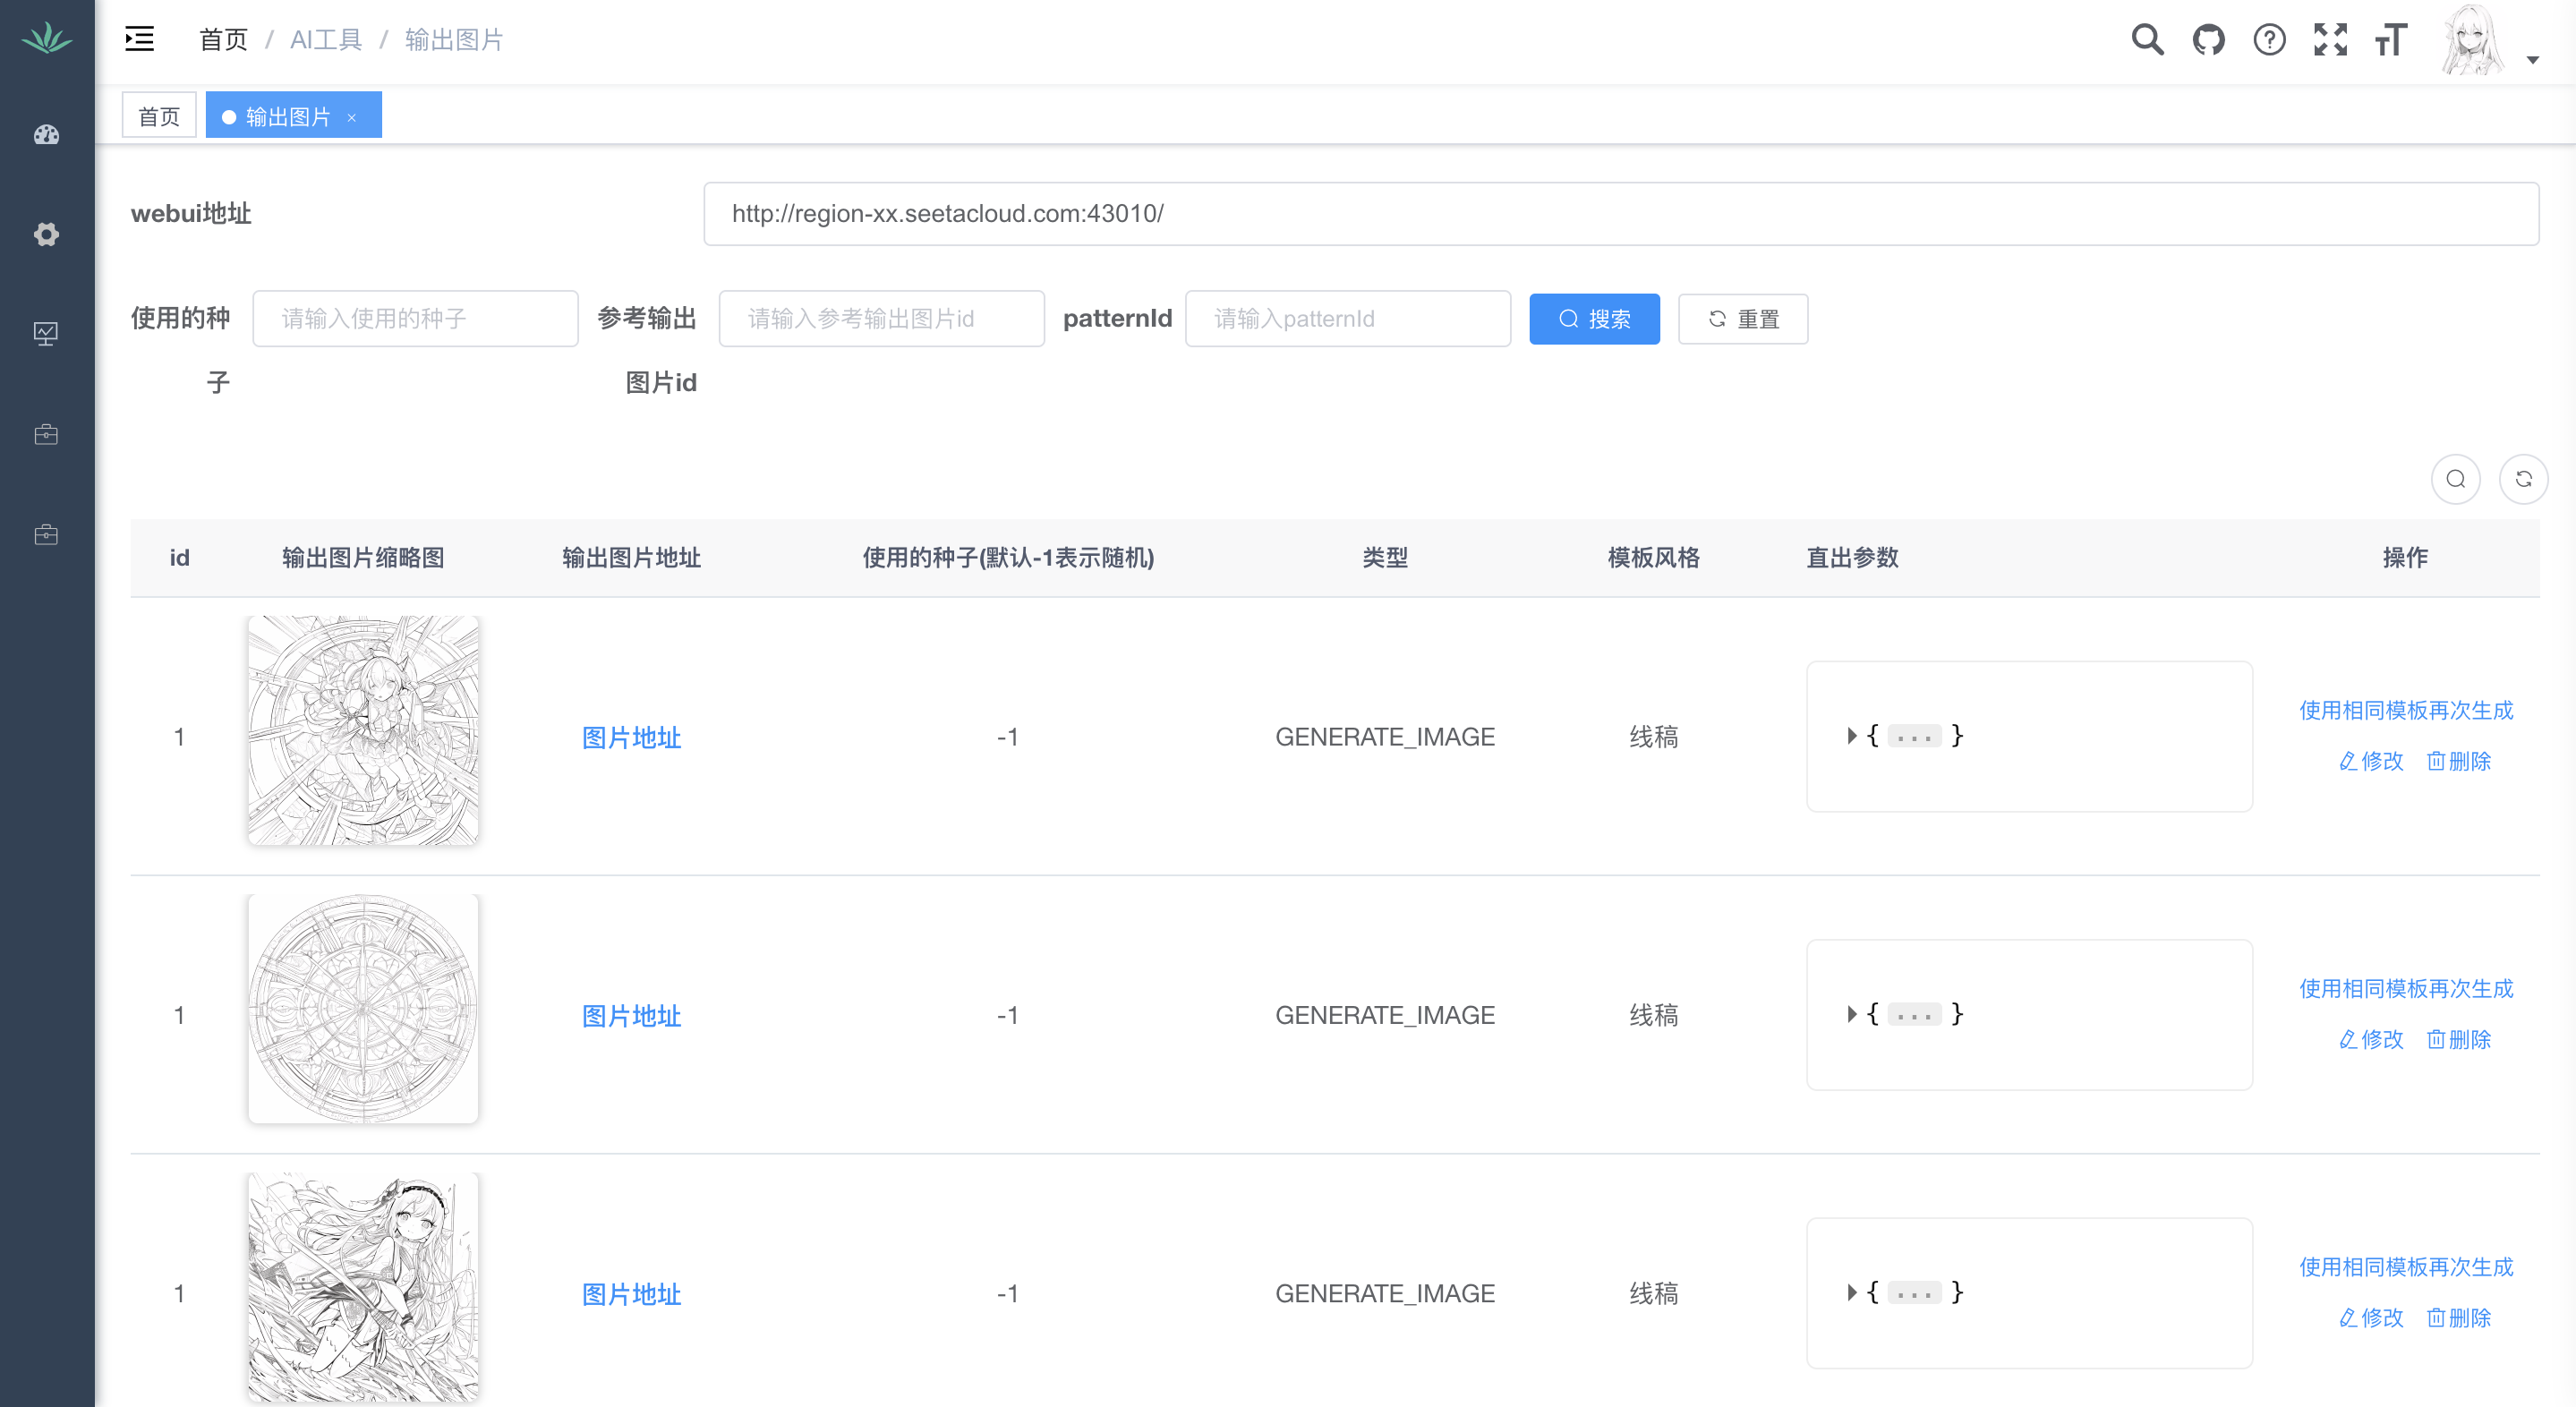 首页 / AI工具 / 输出图片
首页
输出图片 ×
webui地址
http://region-xx.seetacloud.com:43010/
使用的种子
请输入使用的种子
参考输出图片id
请输入参考输出图片id
patternId
请输入patternId
搜索
重置
id 输出图片缩略图 输出图片地址 使用的种子(默认-1表示随机) 类型 模板风格 直出参数 操作
1 图片地址 -1 GENERATE_IMAGE 线稿 { ... } 使用相同模板再次生成
修改 删除
1 图片地址 -1 GENERATE_IMAGE 线稿 { ... } 使用相同模板再次生成
修改 删除
1 图片地址 -1 GENERATE_IMAGE 线稿 { ... } 使用相同模板再次生成
修改 删除